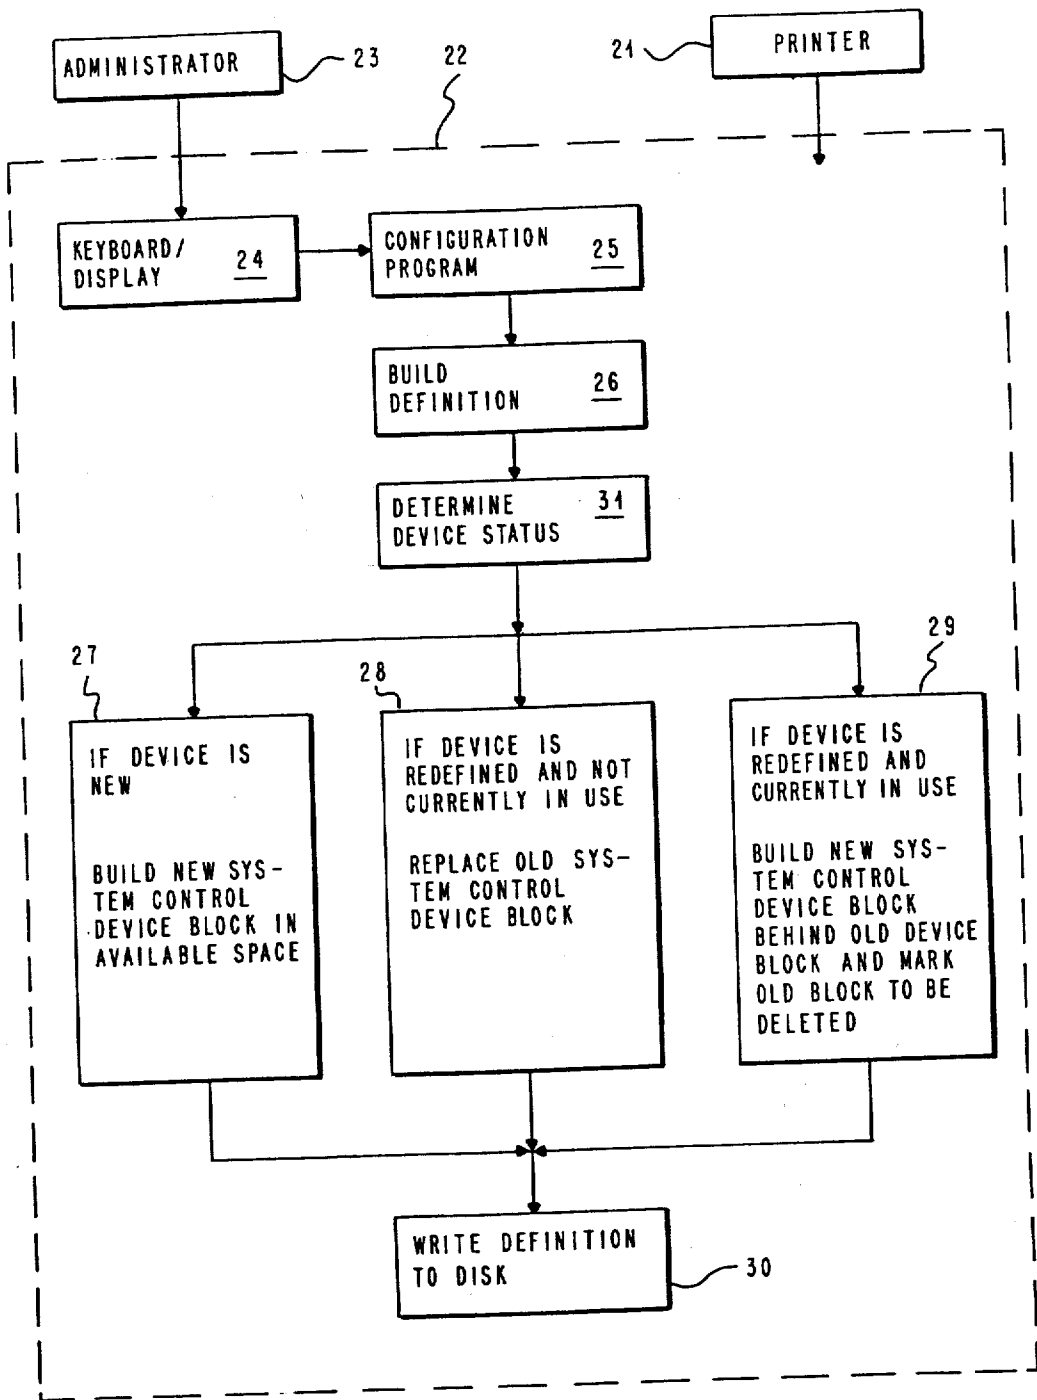 ADMINISTRATOR
23
22
21
PRINTER
KEYBOARD/
DISPLAY
24
CONFIGURATION
PROGRAM
25
BUILD
DEFINITION
26
DETERMINE
DEVICE STATUS
31
27
IF DEVICE IS
NEW
BUILD NEW SYS-
TEM CONTROL
DEVICE BLOCK IN
AVAILABLE SPACE
28
IF DEVICE IS
REDEFINED AND NOT
CURRENTLY IN USE
REPLACE OLD SYS-
TEM CONTROL
DEVICE BLOCK
29
IF DEVICE IS
REDEFINED AND
CURRENTLY IN USE
BUILD NEW SYS-
TEM CONTROL
DEVICE BLOCK
BEHIND OLD DEVICE
BLOCK AND MARK
OLD BLOCK TO BE
DELETED
WRITE DEFINITION
TO DISK
30